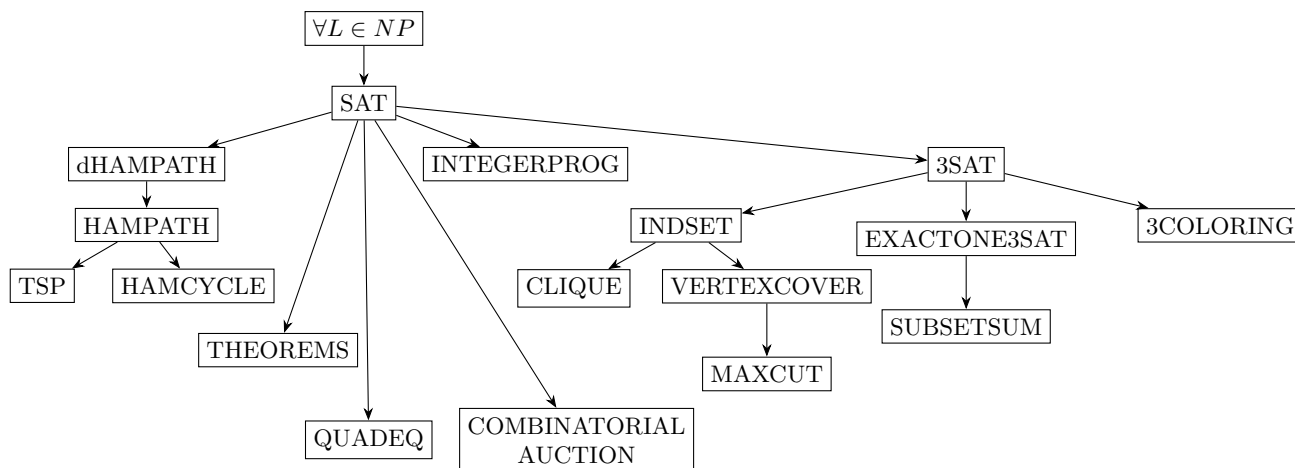 ∀L ∈ NP
SAT
dHAMPATH
INTEGERPROG
3SAT
HAMPATH
INDSET
EXACTONE3SAT
3COLORING
TSP
HAMCYCLE
CLIQUE
VERTEXCOVER
SUBSETSUM
THEOREMS
MAXCUT
QUADEQ
COMBINATORIAL
AUCTION